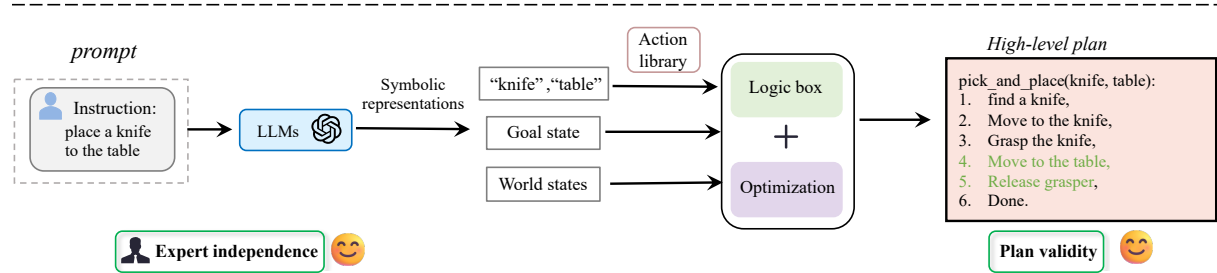 prompt
Instruction:
place a knife
to the table
LLMs
Symbolic
representations
“knife” ,“table”
Goal state
World states
Action
library
Logic box
+
Optimization
High-level plan
pick_and_place(knife, table):
1. find a knife,
2. Move to the knife,
3. Grasp the knife,
4. Move to the table,
5. Release grasper,
6. Done.
Expert independence
Plan validity